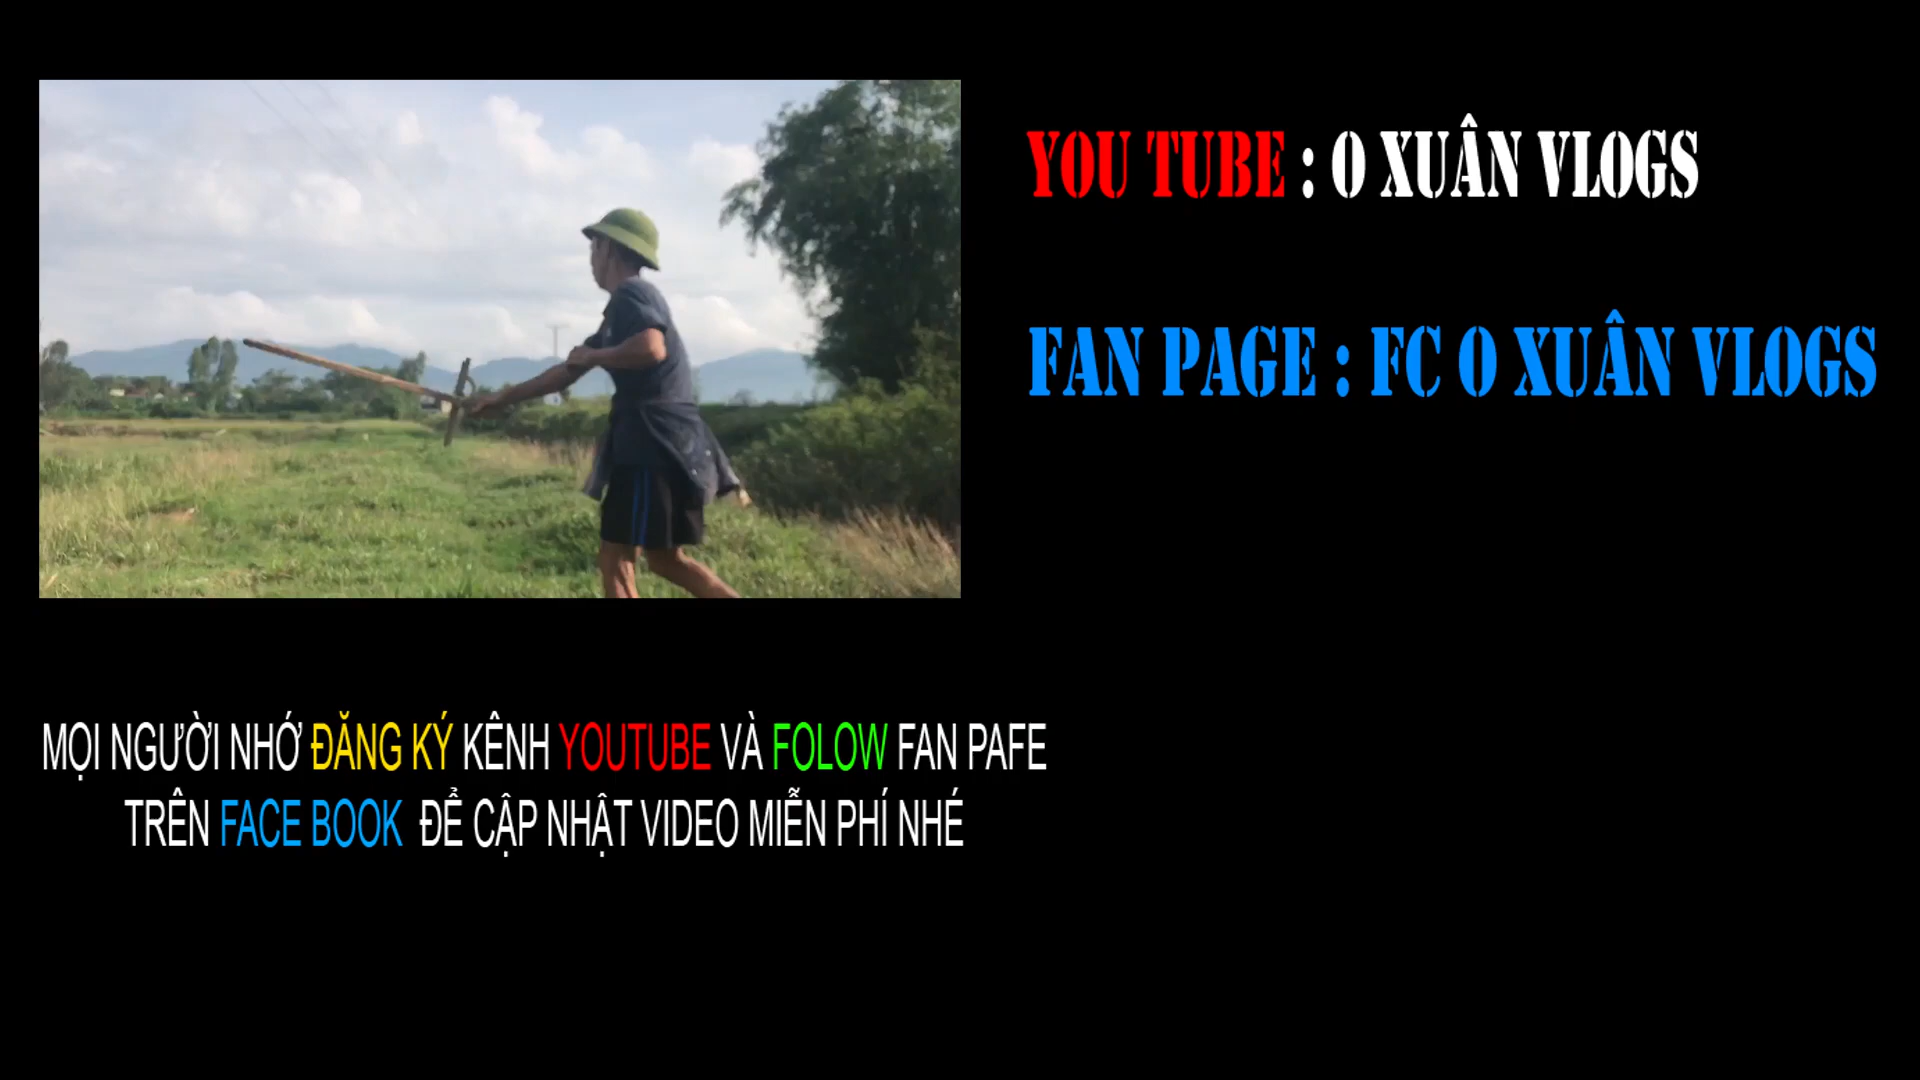 YOU TUBE : O XUÂN VLOGS
FAN PAGE : FC O XUÂN VLOGS
MỌI NGƯỜI NHỚ ĐĂNG KÝ KÊNH YOUTUBE VÀ FOLOW FAN PAFE
TRÊN FACE BOOK ĐỂ CẬP NHẬT VIDEO MIỄN PHÍ NHÉ